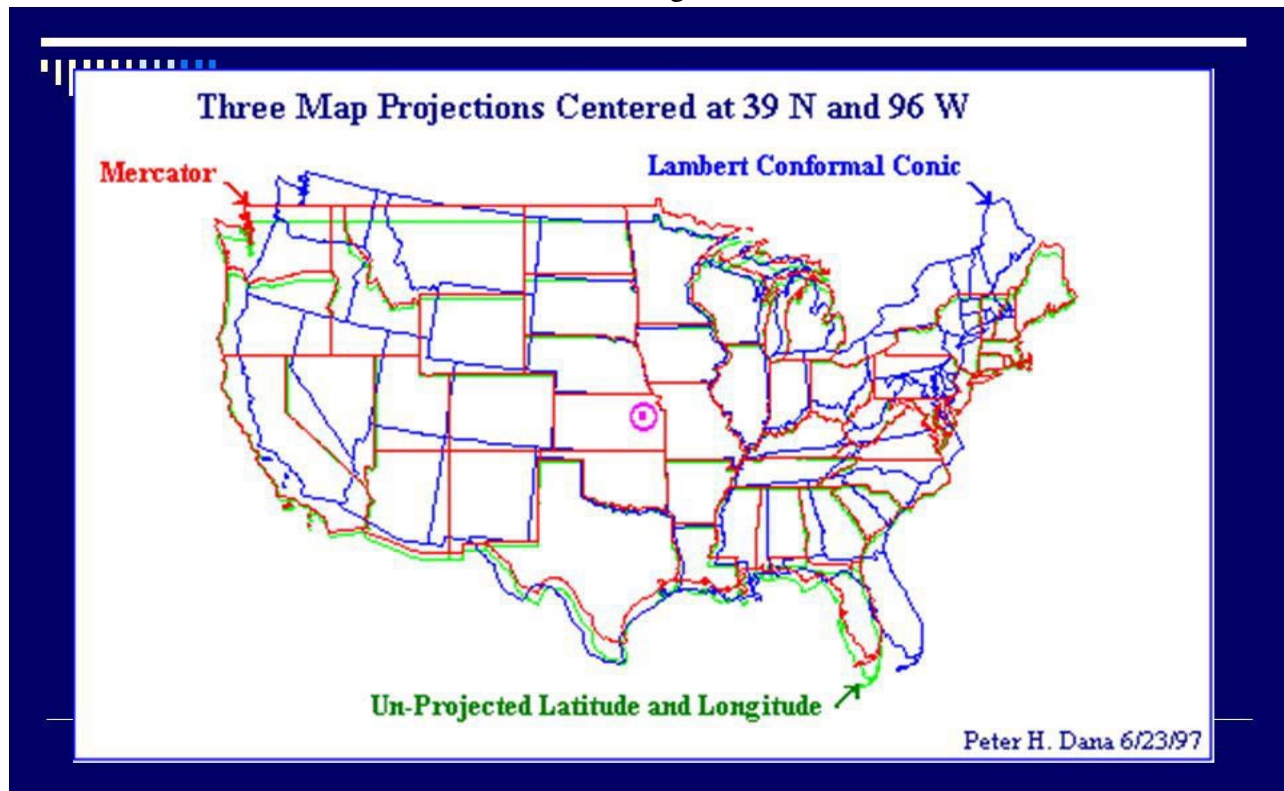 Three Map Projections Centered at 39 N and 96 W
Mercator
Lambert Conformal Conic
Un-Projected Latitude and Longitude
Peter H. Dana 6/23/97